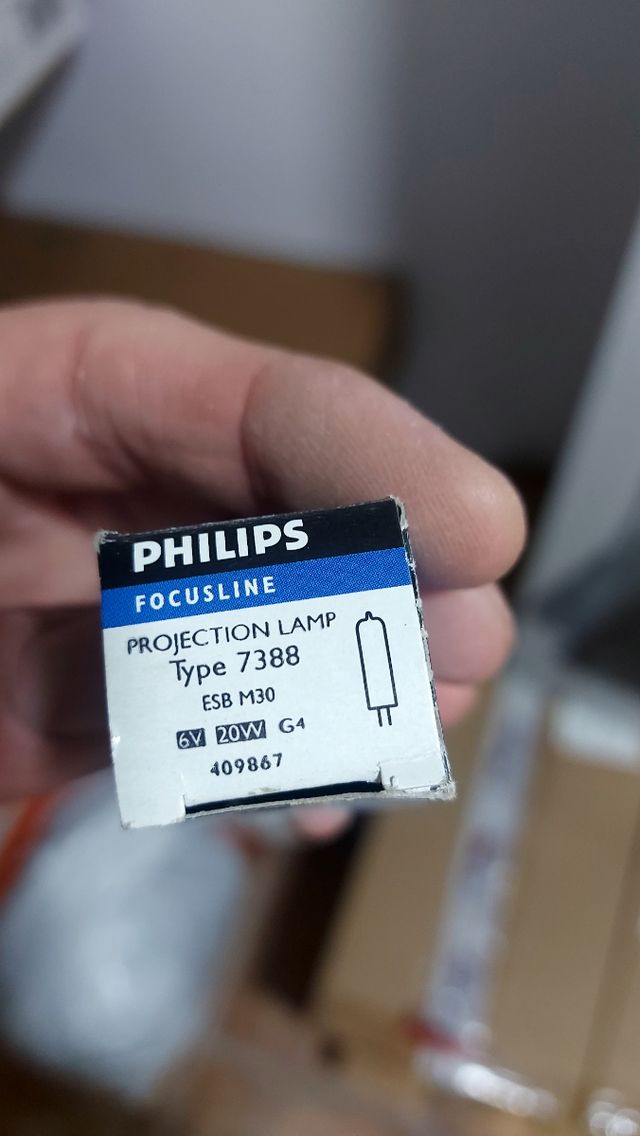 PHILIPS
FOCUSLINE
PROJECTION LAMP
Type 7388
ESB M30
6V 20W G4
409867